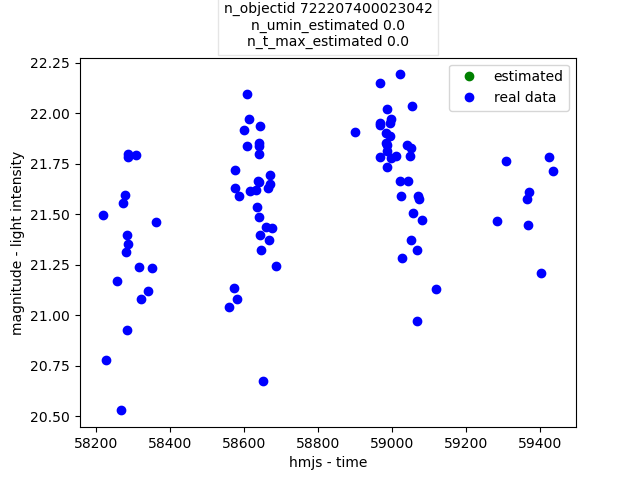 n_objectid 722207400023042
n_umin_estimated 0.0
n_t_max_estimated 0.0
22.25
22.00
21.75
21.50
21.25
21.00
20.75
20.50
magnitude - light intensity
estimated
real data
58200 58400 58600 58800 59000 59200 59400
hmjs - time